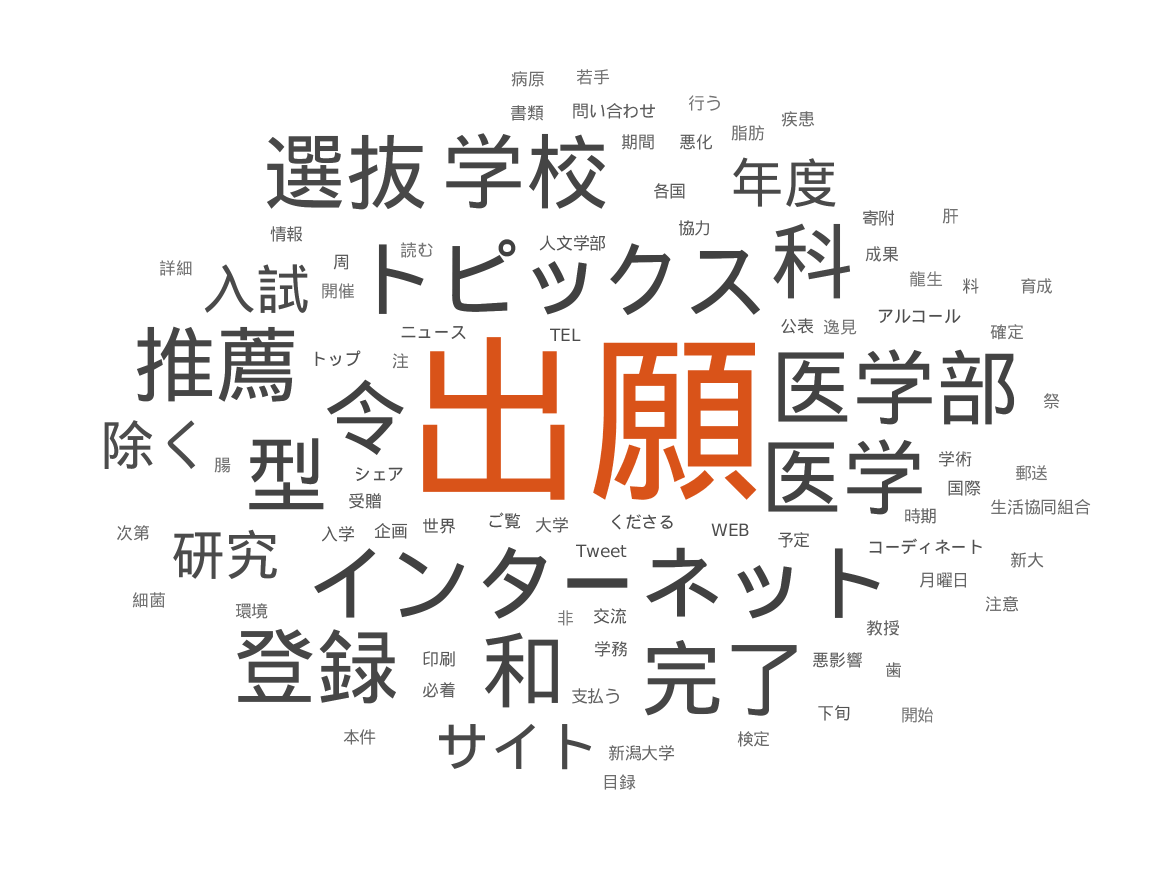 病原 若手
書類 問い合わせ 行う
疾患
期間 悪化 脂肪
選抜 学校
年度
各国
寄附 肝
協力
情報
人文学部
読む
トピックス
科
成果
詳細
周
入試
開催
龍生 料 育成
アルコール
公表 逸見
確定
ニュース
TEL
トップ 注
推薦
出願
医学部
令
祭
除く
腸
型
シェア
受贈
医学
学術
国際
郵送
生活協同組合
時期
次第
入学 企画 世界 ご覧 大学 くださる WEB
予定
研究
Tweet
コーディネート
新大
インターネット
月曜日
細菌
環境
非 交流
注意
教授
登録
印刷
必着
和
学務
支払う
完了
悪影響 歯
下旬 開始
本件
サイト
新潟大学
検定
目録